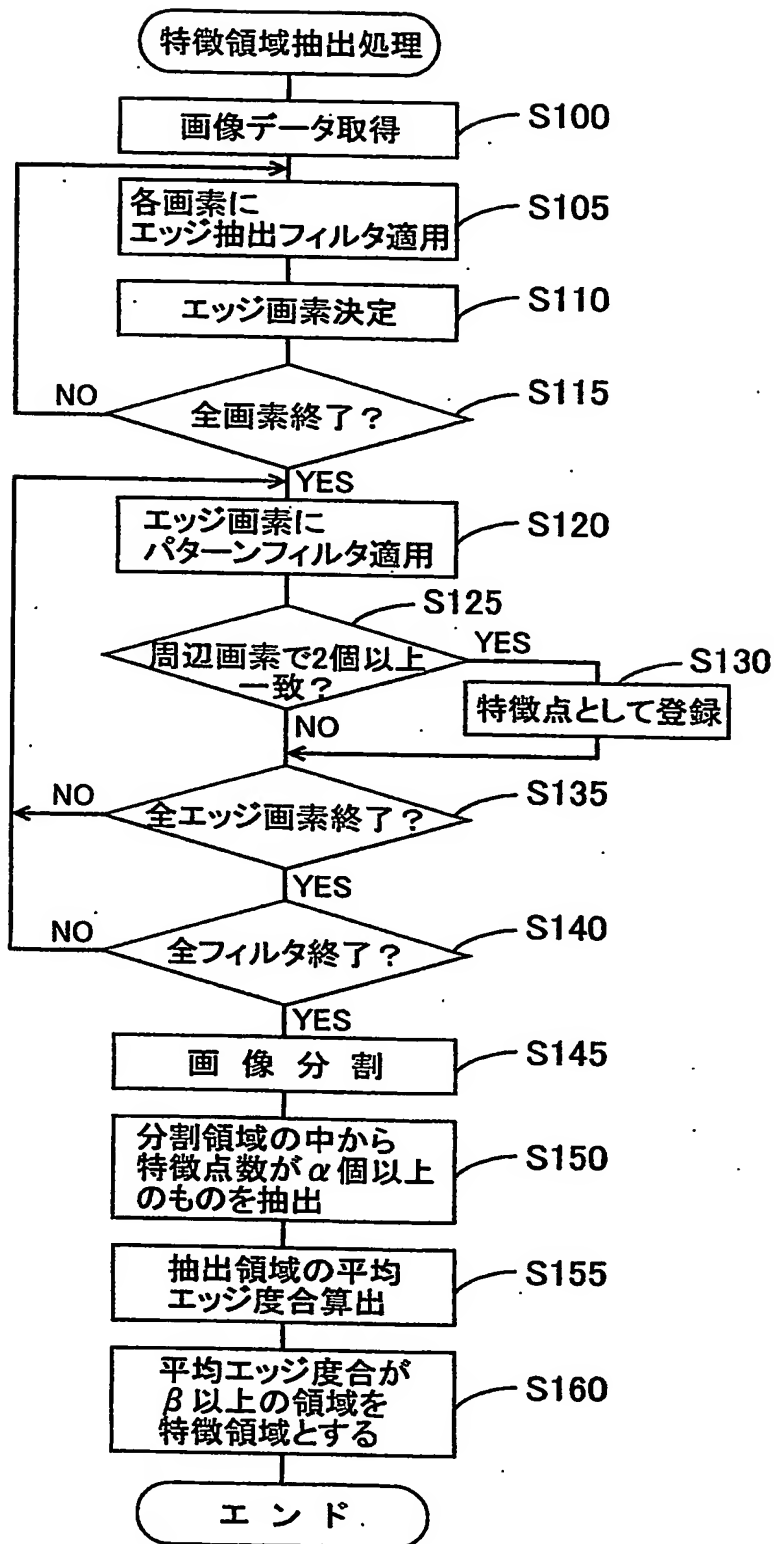 特徴領域抽出処理
画像データ取得
S100
各画素に
エッジ抽出フィルタ適用
S105
エッジ画素決定
S110
NO
全画素終了？
S115
YES
エッジ画素に
パターンフィルタ適用
S120
S125
周辺画素で2個以上
一致？
YES
S130
特徴点として登録
NO
NO
全エッジ画素終了？
S135
YES
NO
全フィルタ終了？
S140
YES
画 像 分 割
S145
分割領域の中から
特徴点数がα個以上
のものを抽出
S150
抽出領域の平均
エッジ度合算出
S155
平均エッジ度合が
β以上の領域を
特徴領域とする
S160
エ ン ド